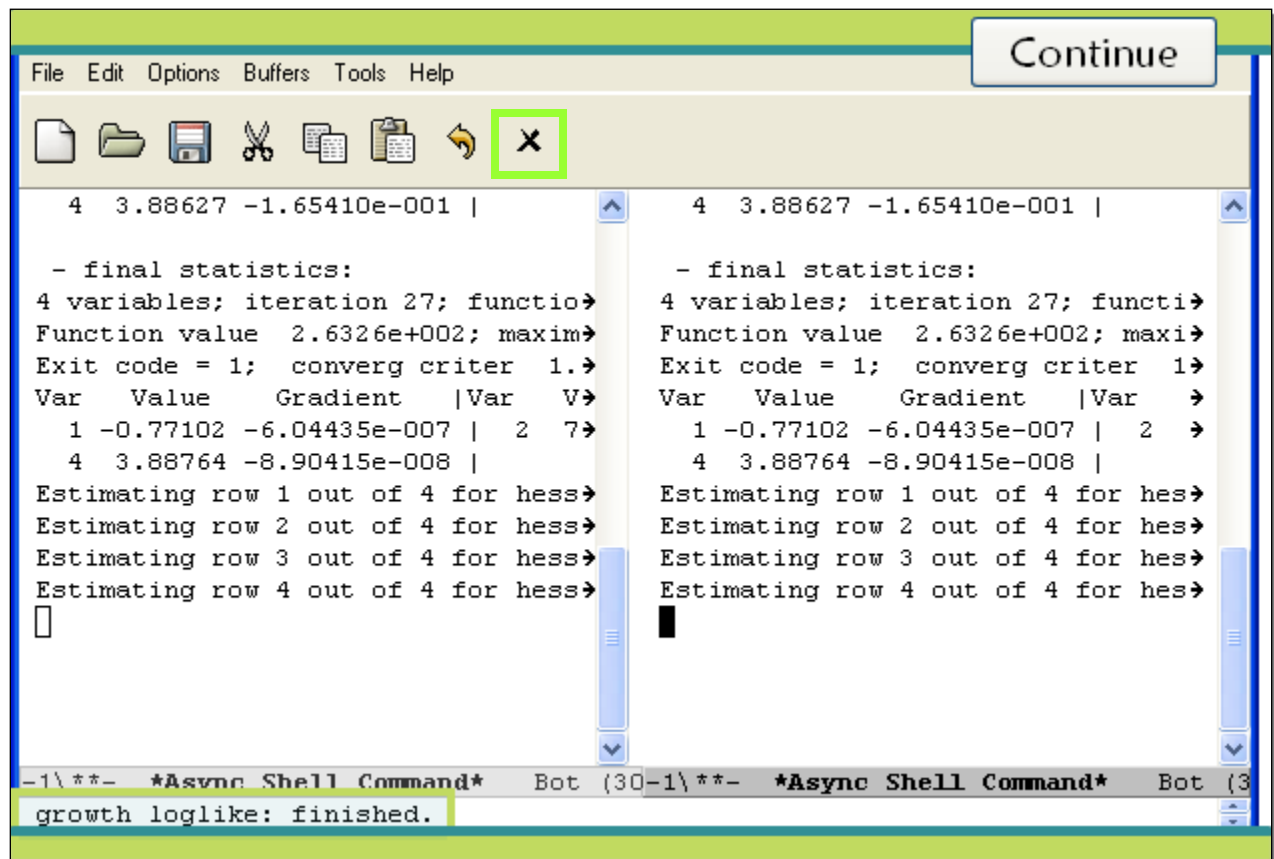 Continue
File Edit Options Buffers Tools Help
4 3.88627 -1.65410e-001 |
- final statistics:
4 variables; iteration 27; functio
Function value 2.6326e+002; maxim
Exit code = 1; converg criter 1.
Var Value Gradient |Var V
1 -0.77102 -6.04435e-007 | 2 7
4 3.88764 -8.90415e-008 |
Estimating row 1 out of 4 for hess
Estimating row 2 out of 4 for hess
Estimating row 3 out of 4 for hess
Estimating row 4 out of 4 for hess
-1\**- *Async Shell Command* Bot (30
4 3.88627 -1.65410e-001 |
- final statistics:
4 variables; iteration 27; functi
Function value 2.6326e+002; maxi
Exit code = 1; converg criter 1
Var Value Gradient |Var
1 -0.77102 -6.04435e-007 | 2
4 3.88764 -8.90415e-008 |
Estimating row 1 out of 4 for hes
Estimating row 2 out of 4 for hes
Estimating row 3 out of 4 for hes
Estimating row 4 out of 4 for hes
-1\**- *Async Shell Command* Bot (3
growth loglike: finished.